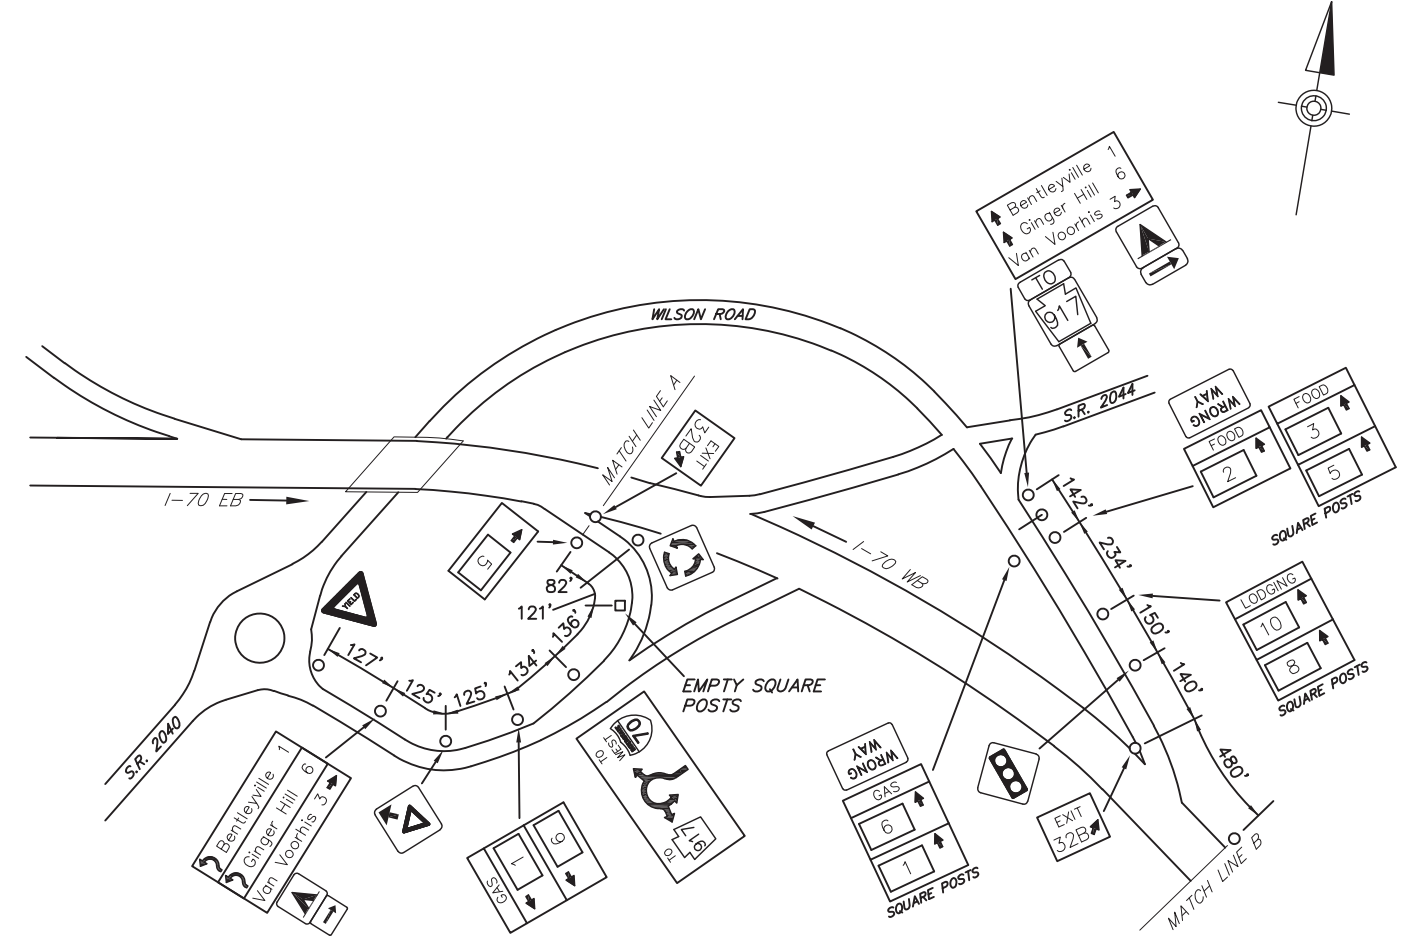 Bentleyville 1
Ginger Hill 6
Van Voorhis 3
TO
917
WILSON ROAD
S.R. 2044
MATCH LINE A
EXIT
32B
WRONG
WAY
FOOD
2
FOOD
3
5
SQUARE POSTS
I-70 EB
I-70 WB
5
142'
234'
150'
140'
480'
82'
121'
136'
134'
125'
125'
127'
YIELD
LODGING
10
8
SQUARE POSTS
EMPTY SQUARE
POSTS
S.R. 2040
Bentleyville 1
Ginger Hill 6
Van Voorhis 3
GAS
1
6
TO
WEST
70
TO
917
WRONG
WAY
GAS
6
1
SQUARE POSTS
EXIT
32B
MATCH LINE B